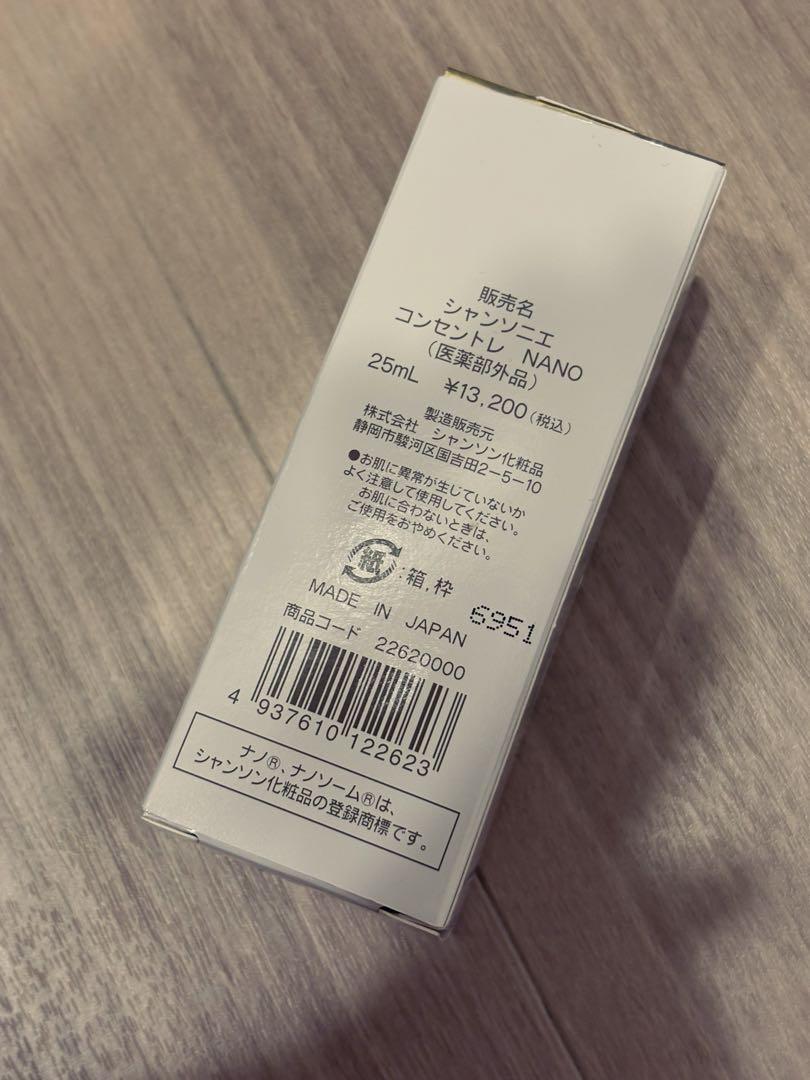 販売名
シャンソニエ
コンセントレ NANO
（医薬部外品）
25mL ¥13,200（税込）
製造販売元
株式会社 シャンソン化粧品
静岡市駿河区国吉田2-5-10
●お肌に異常が生じていないか
よく注意して使用してください。
お肌に合わないときは、
ご使用をおやめください。
紙:箱,枠
MADE IN JAPAN
6951
商品コード 22620000
4 937610 122623
ナノ®、ナノソーム®は、
シャンソン化粧品の登録商標です。